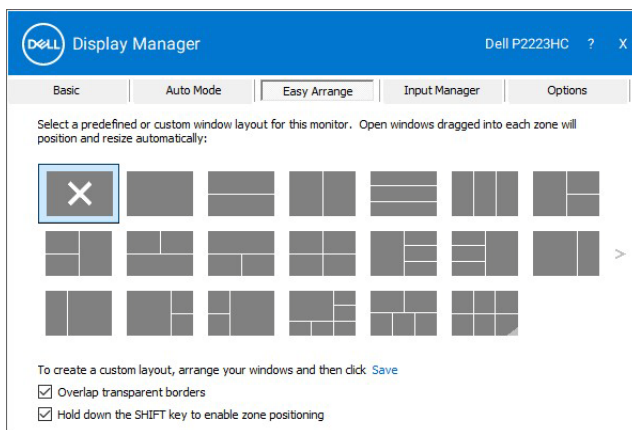 DELL Display Manager Dell P2223HC ? X
Basic Auto Mode Easy Arrange Input Manager Options
Select a predefined or custom window layout for this monitor. Open windows dragged into each zone will
position and resize automatically:
>
To create a custom layout, arrange your windows and then click Save
Overlap transparent borders
Hold down the SHIFT key to enable zone positioning